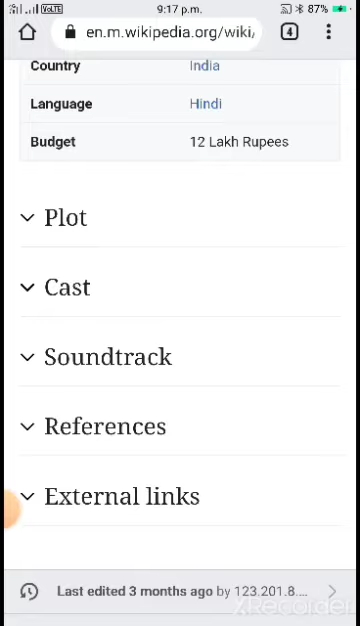 VoLTE 9:17 p.m. 87%
en.m.wikipedia.org/wiki/ 4
Country India
Language Hindi
Budget 12 Lakh Rupees
Plot
Cast
Soundtrack
References
External links
Last edited 3 months ago by 123.201.8....
XRecorder